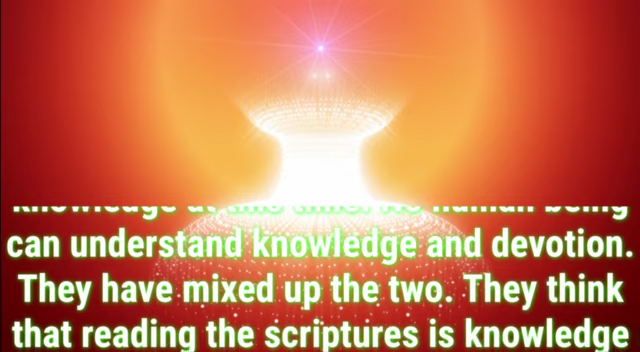 knowledge at this time. No human being
can understand knowledge and devotion.
They have mixed up the two. They think
that reading the scriptures is knowledge